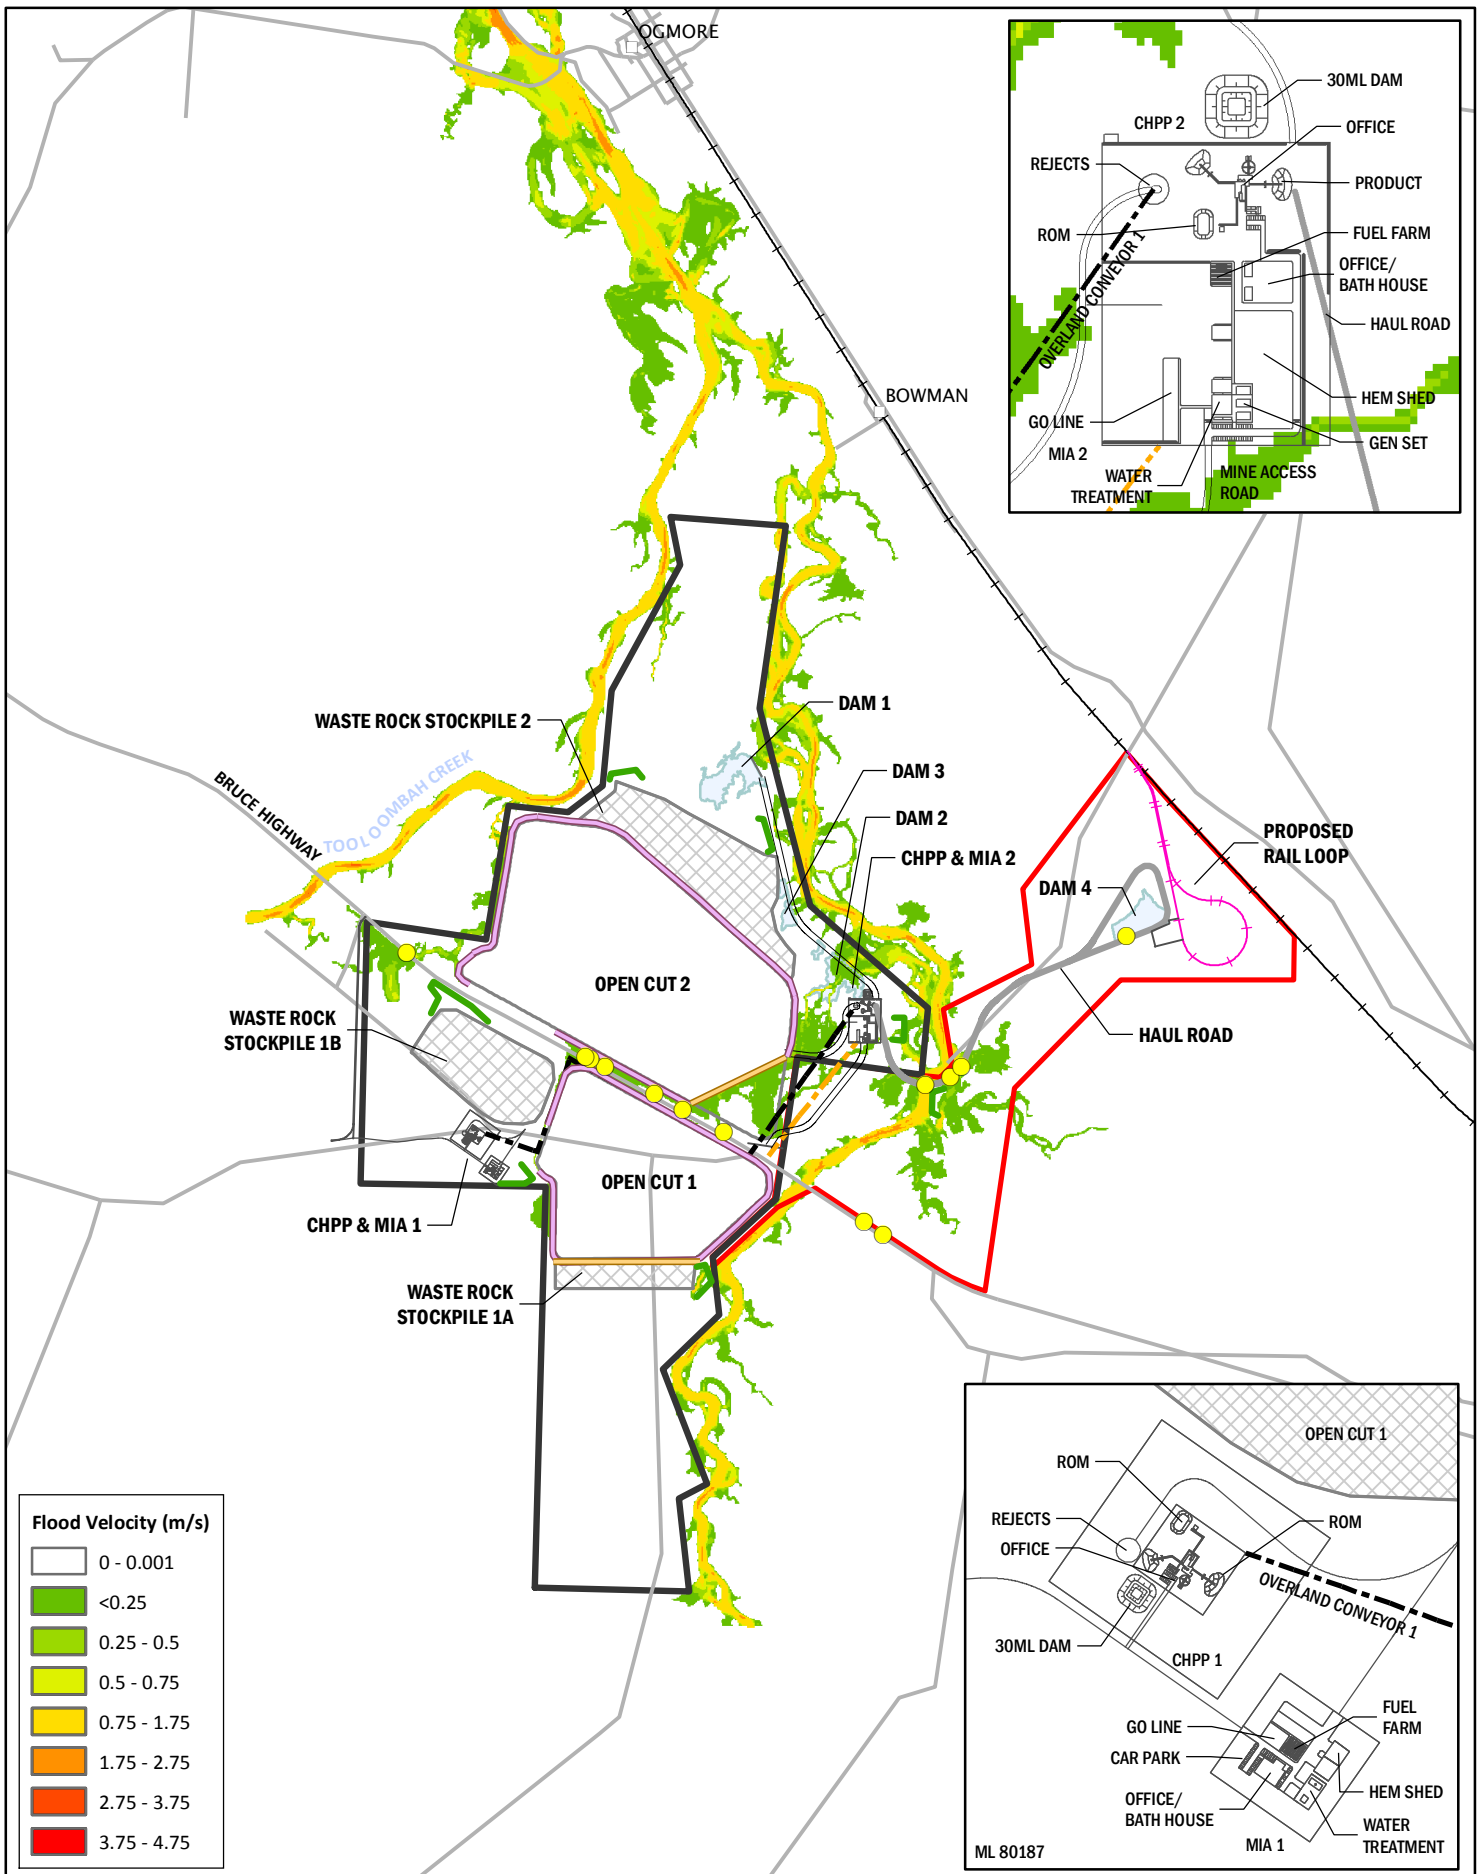 OGMORE
BOWMAN
30ML DAM
CHPP 2
OFFICE
REJECTS
PRODUCT
ROM
FUEL FARM
OVERLAND CONVEYOR 1
OFFICE/
BATH HOUSE
HAUL ROAD
HEM SHED
GO LINE
GEN SET
MIA 2
WATER
TREATMENT
MINE ACCESS
ROAD
WASTE ROCK STOCKPILE 2
DAM 1
BRUCE HIGHWAY
TOOLOOMBAH CREEK
DAM 3
DAM 2
CHPP & MIA 2
PROPOSED
RAIL LOOP
DAM 4
OPEN CUT 2
WASTE ROCK
STOCKPILE 1B
HAUL ROAD
OPEN CUT 1
CHPP & MIA 1
WASTE ROCK
STOCKPILE 1A
Flood Velocity (m/s)
0 - 0.001
<0.25
0.25 - 0.5
0.5 - 0.75
0.75 - 1.75
1.75 - 2.75
2.75 - 3.75
3.75 - 4.75
OPEN CUT 1
ROM
REJECTS
ROM
OFFICE
OVERLAND CONVEYOR 1
30ML DAM
CHPP 1
FUEL
FARM
GO LINE
CAR PARK
HEM SHED
OFFICE/
BATH HOUSE
WATER
TREATMENT
MIA 1
ML 80187